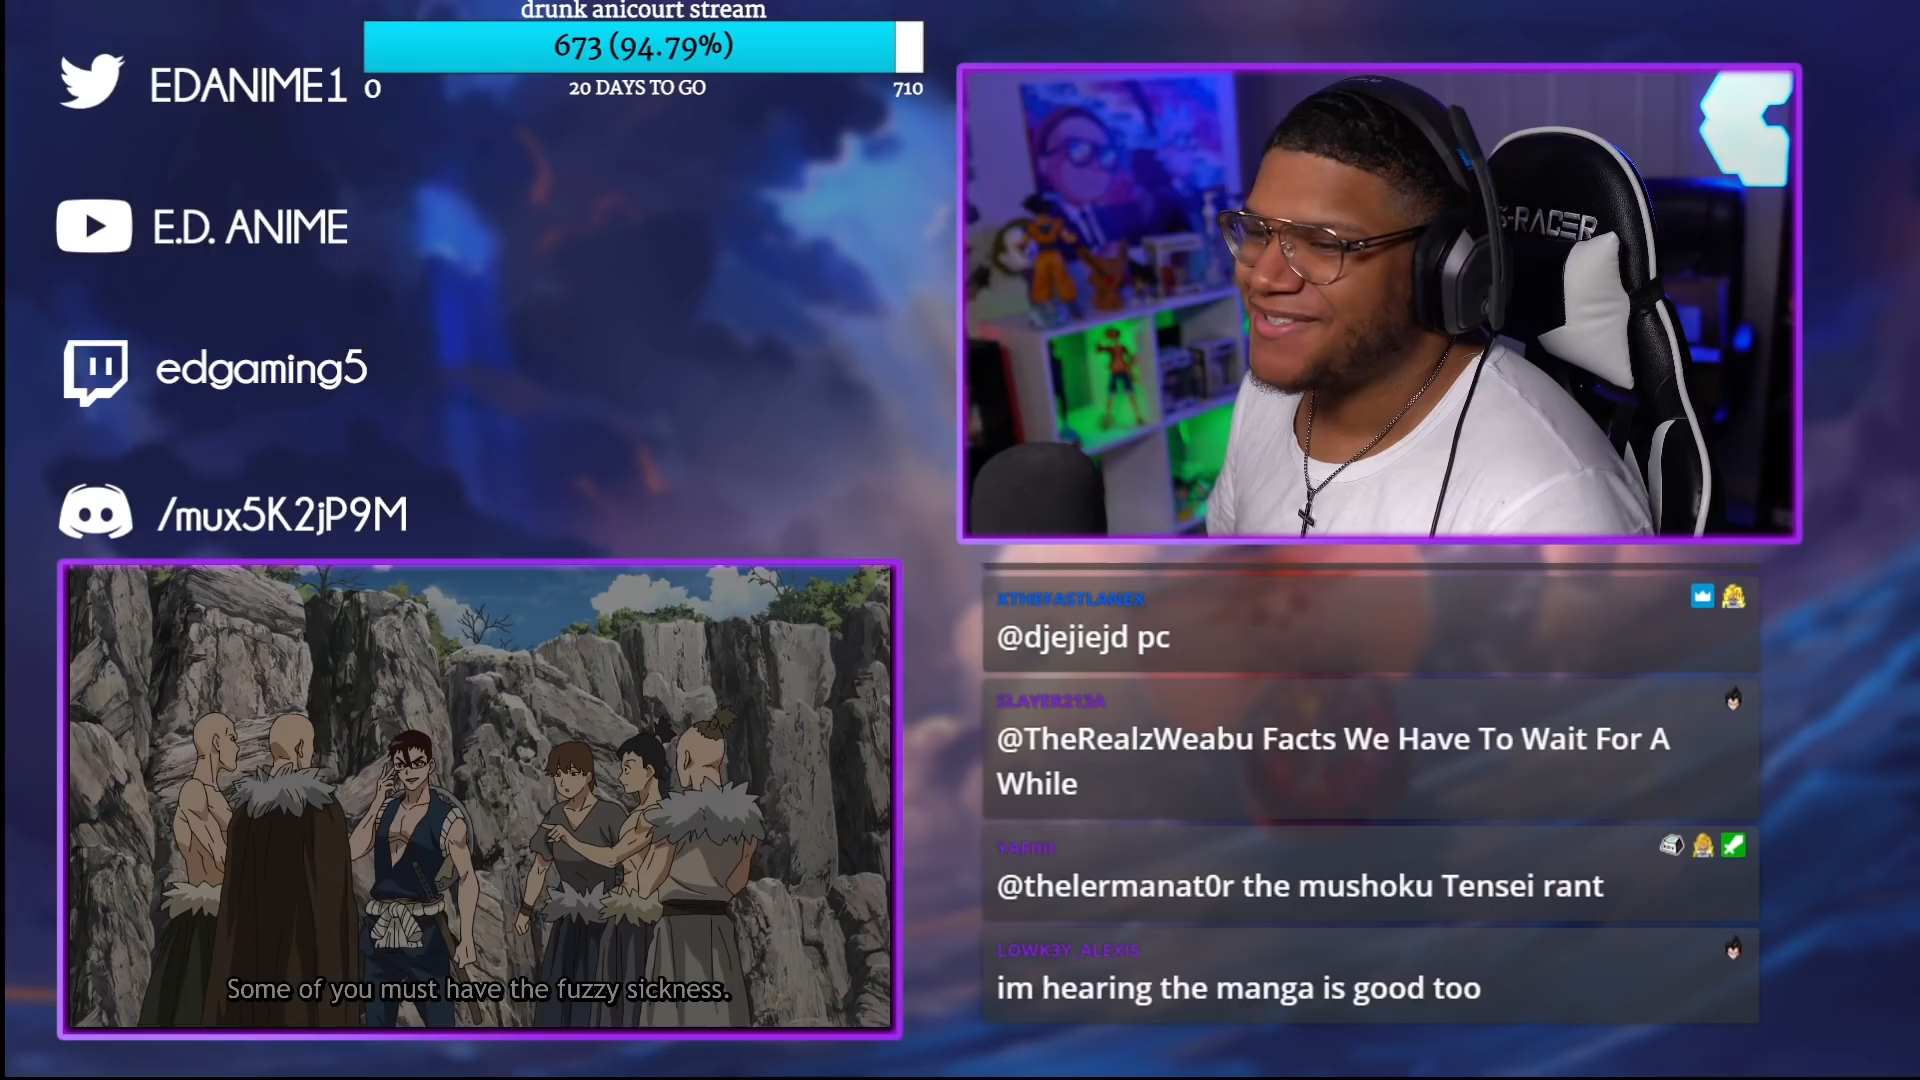 drunk anicourt stream
673 (94.79%)
0
20 DAYS TO GO
710
EDANIME1
E.D. ANIME
edgaming5
/mux5K2jP9M
S-RACER
XTHEFASTLANEX
@djejiejd pc
SLAYER213A
@TheRealzWeabu Facts We Have To Wait For A
While
@thelermanat0r the mushoku Tensei rant
LOWK3Y_ALEXIS
im hearing the manga is good too
Some of you must have the fuzzy sickness.